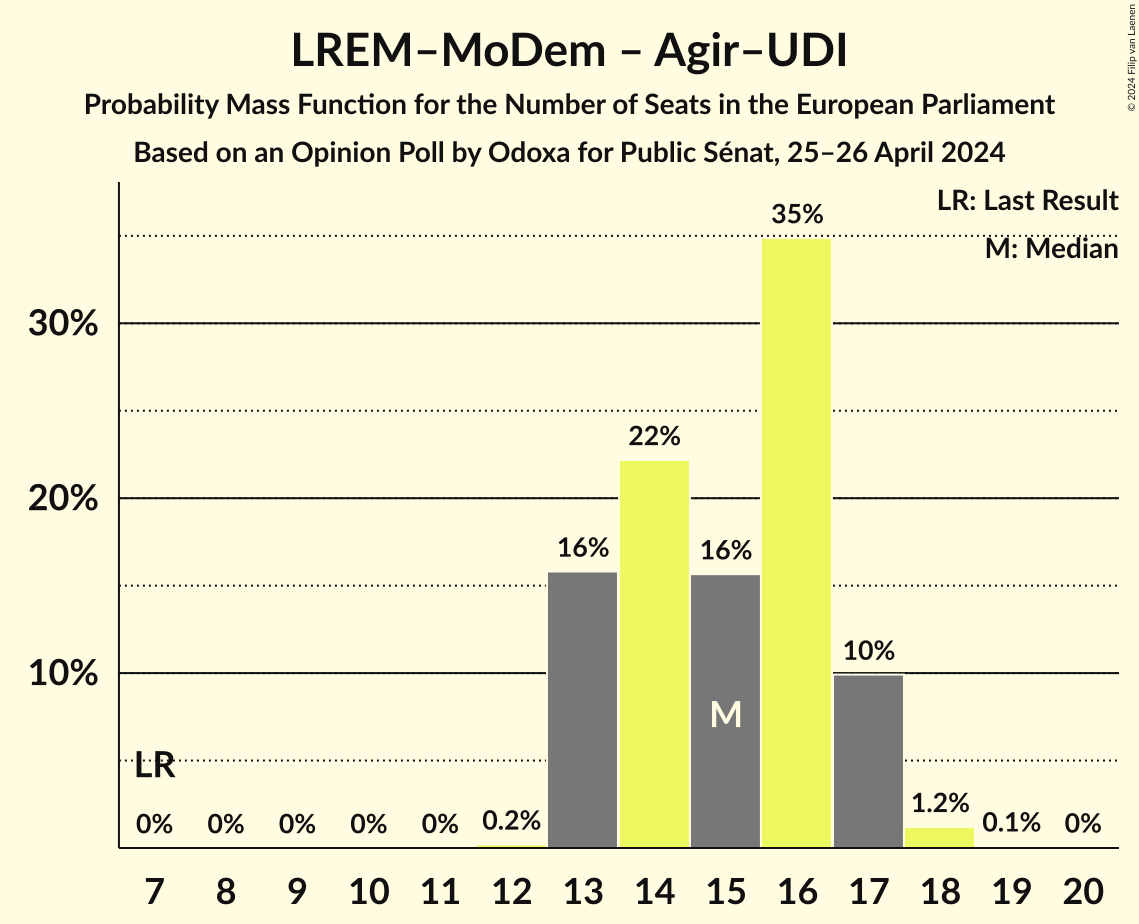 LREM–MoDem – Agir–UDI
Probability Mass Function for the Number of Seats in the European Parliament
Based on an Opinion Poll by Odoxa for Public Sénat, 25–26 April 2024
© 2024 Filip van Laenen
LR: Last Result
M: Median
35%
30%
22%
20%
16%
16%
10%
10%
M
LR
0%
0%
0%
0%
0%
0.2%
1.2%
0.1%
0%
7 8 9 10 11 12 13 14 15 16 17 18 19 20